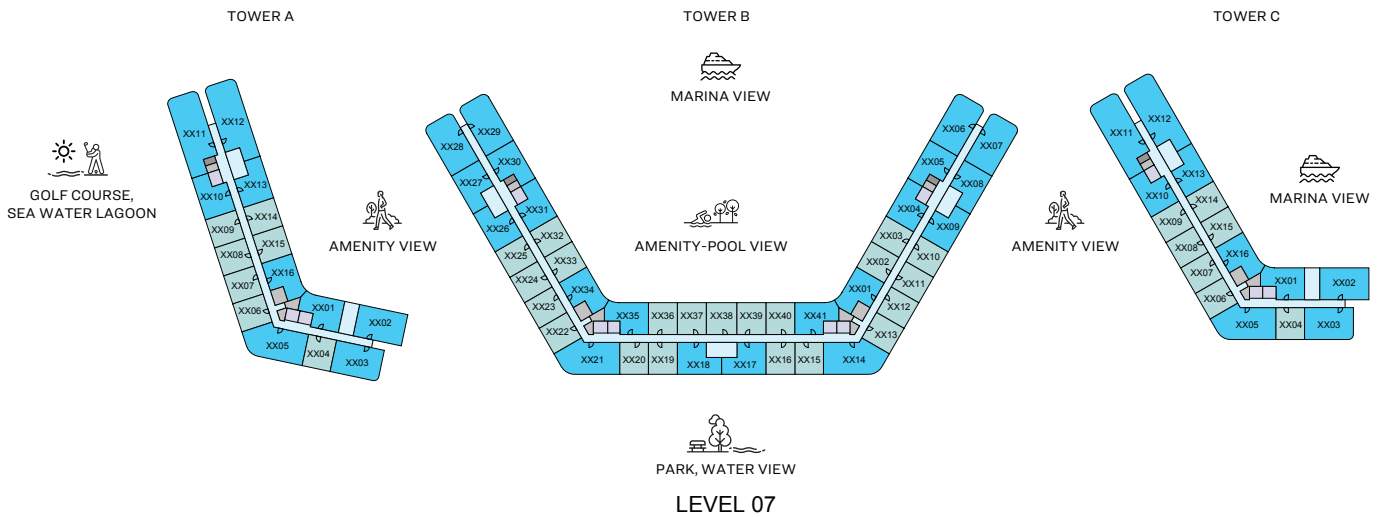 TOWER A
TOWER B
TOWER C
MARINA VIEW
GOLF COURSE,
SEA WATER LAGOON
AMENITY VIEW
AMENITY-POOL VIEW
AMENITY VIEW
MARINA VIEW
PARK, WATER VIEW
LEVEL 07
XX11
XX12
XX10
XX13
XX09
XX14
XX08
XX15
XX07
XX16
XX06
XX01
XX02
XX05
XX04
XX03
XX28
XX29
XX27
XX30
XX26
XX31
XX25
XX32
XX24
XX33
XX23
XX34
XX22
XX35
XX36
XX37
XX38
XX39
XX40
XX41
XX21
XX20
XX19
XX18
XX17
XX16
XX15
XX14
XX06
XX07
XX05
XX08
XX04
XX09
XX03
XX10
XX02
XX11
XX01
XX12
XX13
XX11
XX12
XX10
XX13
XX09
XX14
XX08
XX15
XX07
XX16
XX06
XX01
XX02
XX05
XX04
XX03